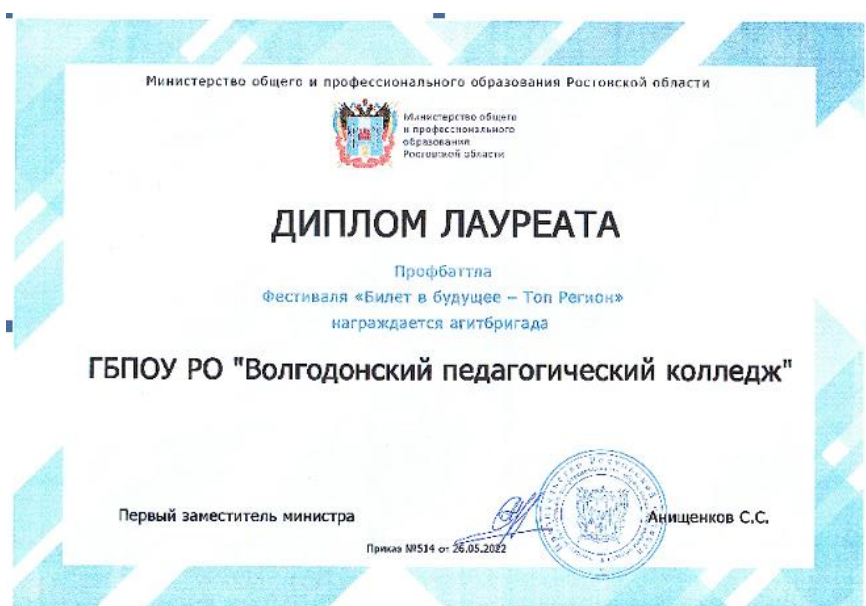 Министерство общего и профессионального образования Ростовской области
Министерство общего
и профессионального
образования
Ростовской области
ДИПЛОМ ЛАУРЕАТА
Профбаттла
Фестиваля «Билет в будущее – Топ Регион»
награждается агитбригада
ГБПОУ РО "Волгодонский педагогический колледж"
Первый заместитель министра
Анищенков С.С.
Приказ №514 от 26.05.2022